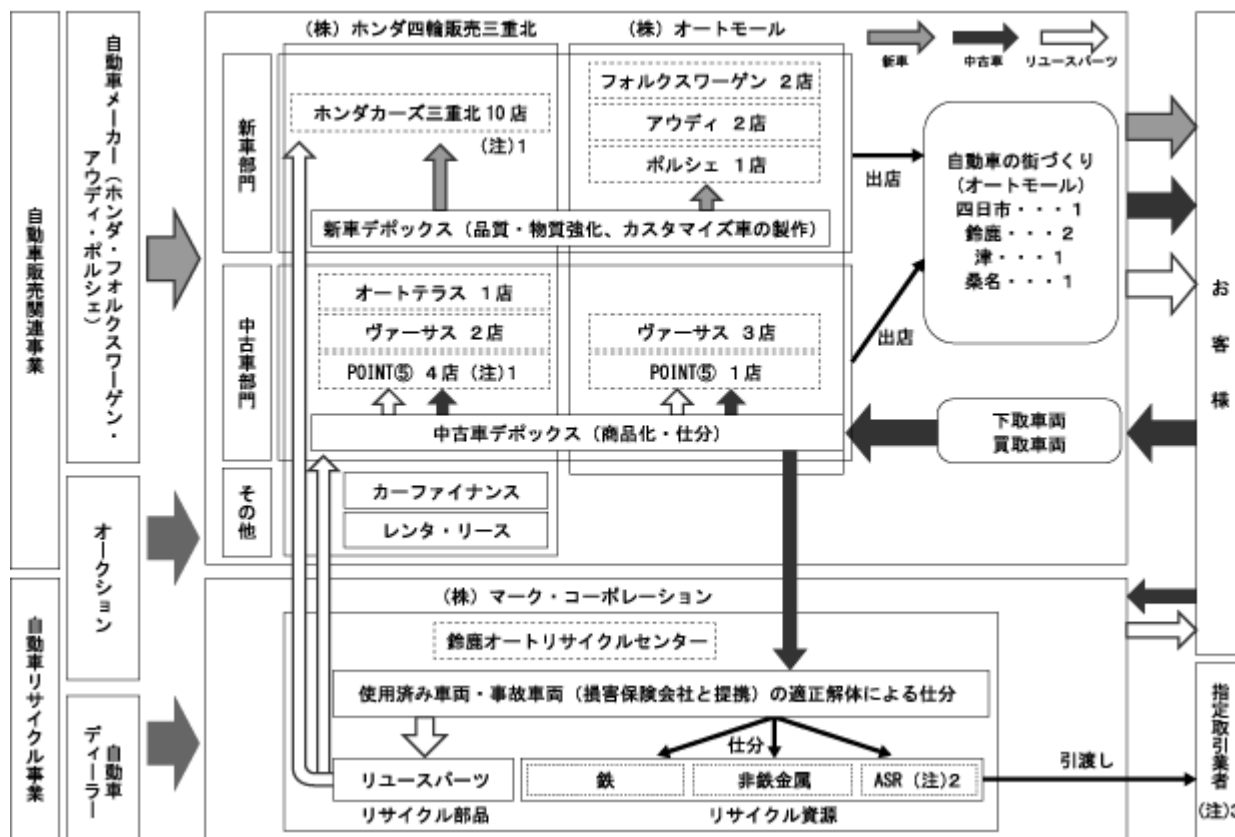 自動車販売関連事業
自動車リサイクル事業
自動車メーカー（ホンダ・フォルクスワーゲン・
アウディ・ポルシェ）
オークション
自動車
ディーラー
（株）ホンダ四輪販売三重北
（株）オートモール
新車
中古車
リユースパーツ
新車部門
ホンダカーズ三重北 10 店
(注)1
フォルクスワーゲン 2店
アウディ 2店
ポルシェ 1店
新車デポックス（品質・物質強化、カスタマイズ車の製作）
出店
自動車の街づくり
(オートモール)
四日市・・・1
鈴鹿・・・2
津・・・1
桑名・・・1
中古車部門
オートテラス 1店
ヴァーサス 2店
POINT⑤ 4店 (注)1
ヴァーサス 3店
POINT⑤ 1店
出店
中古車デポックス（商品化・仕分）
下取車両
買取車両
お客様
その他
カーファイナンス
レンタ・リース
（株）マーク・コーポレーション
鈴鹿オートリサイクルセンター
使用済み車両・事故車両（損害保険会社と提携）の適正解体による仕分
仕分
リユースパーツ
鉄
非鉄金属
ASR (注)2
リサイクル部品
リサイクル資源
引渡し
指定取引業者
(注)3